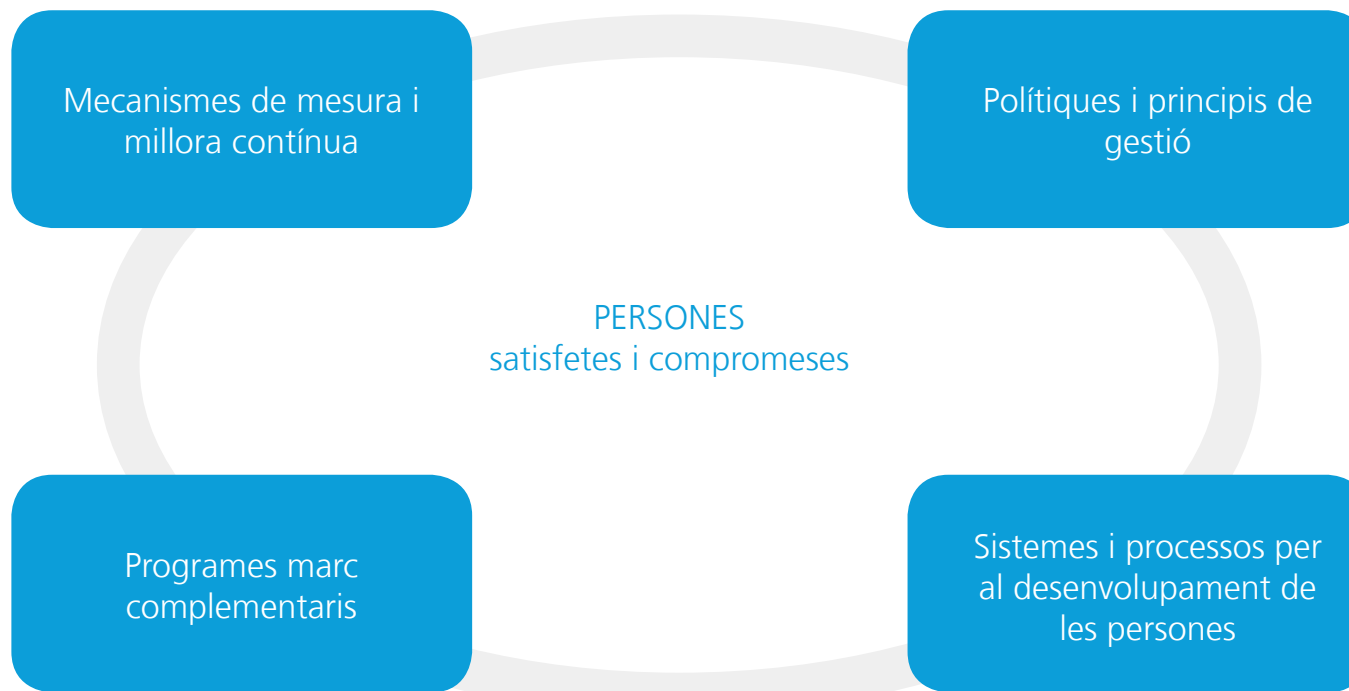 Mecanismes de mesura i
millora contínua
Polítiques i principis de
gestió
PERSONES
satisfetes i compromeses
Programes marc
complementaris
Sistemes i processos per
al desenvolupament de
les persones